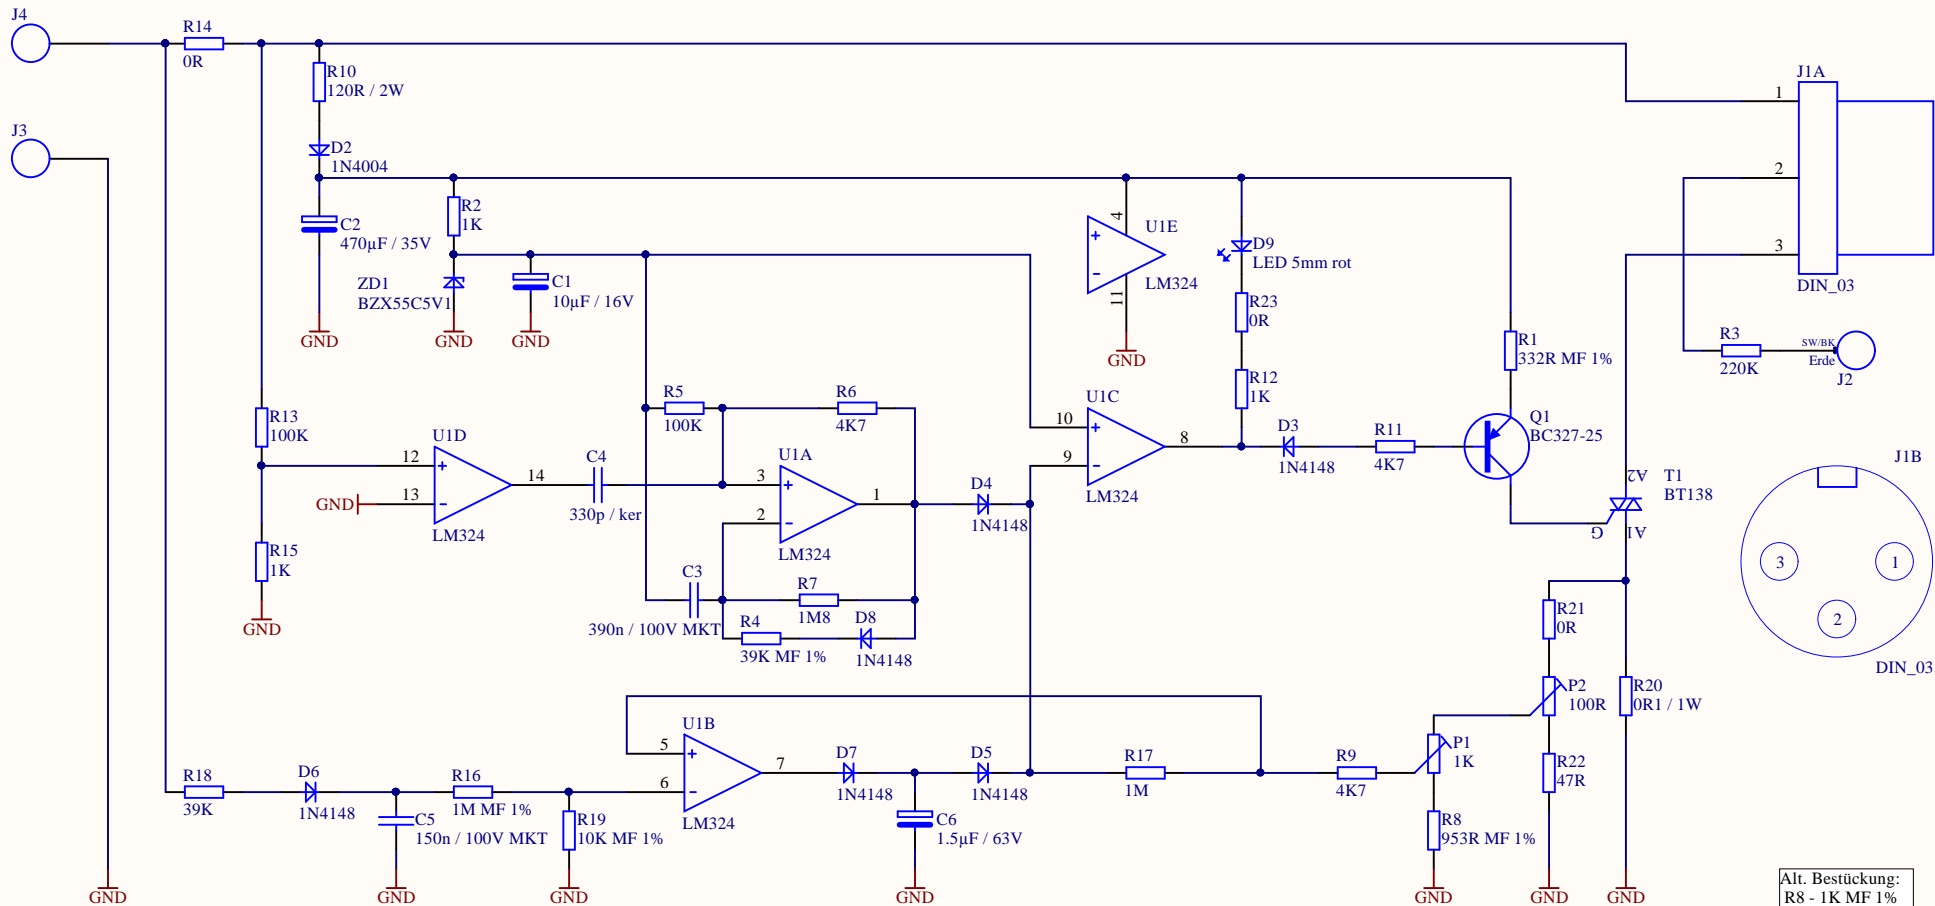 J4
R14
0R
R10
120R / 2W
J1A
1
J3
D2
1N4004
2
R2
1K
4
U1E
C2
470µF / 35V
D9
LED 5mm rot
3
ZD1
BZX55C5V1
C1
10µF / 16V
LM324
DIN_03
11
R23
0R
GND
GND
GND
GND
R1
332R MF 1%
R3
220K
SW/BK
Erde
J2
R5
100K
R6
4K7
U1C
R12
1K
R13
100K
10
Q1
BC327-25
U1D
D3
1N4148
R11
4K7
8
12
C4
U1A
9
J1B
14
3
T1
BT138
A2
GND
13
330p / ker
1
D4
1N4148
LM324
2
LM324
G
A1
R15
1K
LM324
C3
R7
1M8
3
1
390n / 100V MKT
R4
39K MF 1%
D8
1N4148
R21
0R
2
GND
DIN_03
P2
100R
R20
0R1 / 1W
U1B
5
P1
1K
7
D7
1N4148
D5
1N4148
R17
1M
R9
4K7
R22
47R
R18
39K
D6
1N4148
R16
1M MF 1%
6
C5
150n / 100V MKT
R19
10K MF 1%
LM324
C6
1.5µF / 63V
R8
953R MF 1%
GND
GND
GND
GND
GND
GND
GND
Alt. Bestückung:
R8 - 1K MF 1%